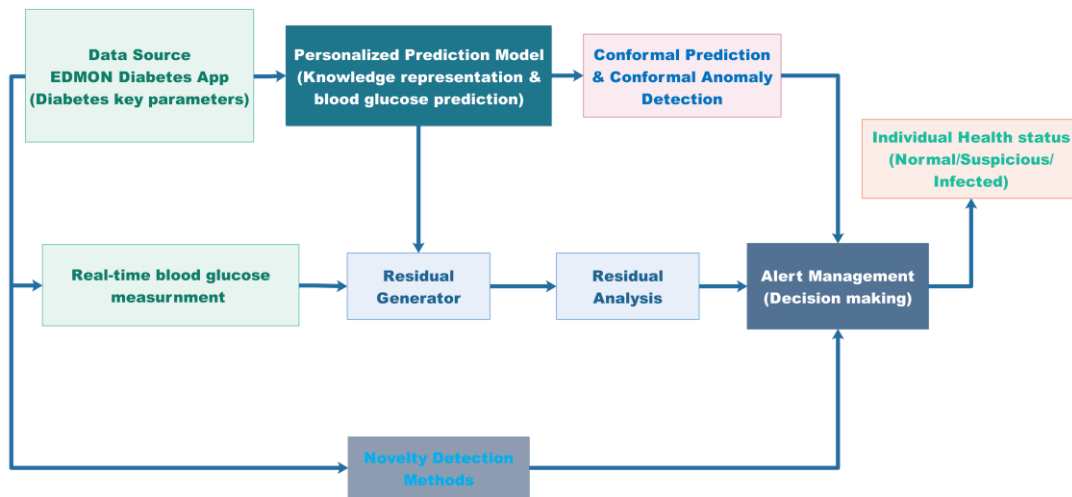 Data Source
EDMON Diabetes App
(Diabetes key parameters)
Personalized Prediction Model
(Knowledge representation &
blood glucose prediction)
Conformal Prediction
& Conformal Anomaly
Detection
Individual Health status
(Normal/Suspicious/
Infected)
Real-time blood glucose
measurnment
Residual
Generator
Residual
Analysis
Alert Management
(Decision making)
Novelty Detection
Methods